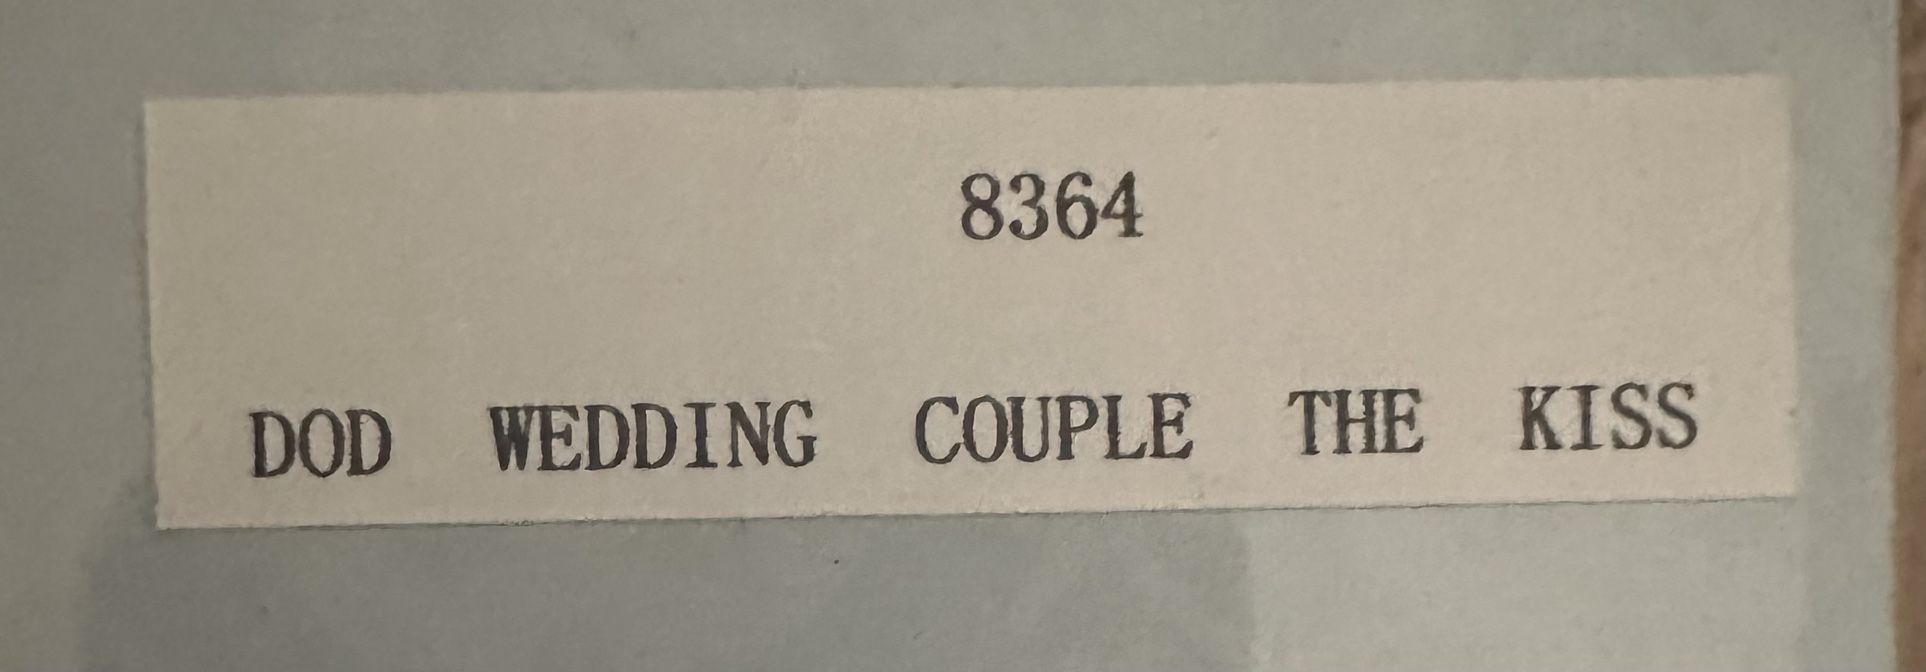 8364
DOD WEDDING COUPLE THE KISS